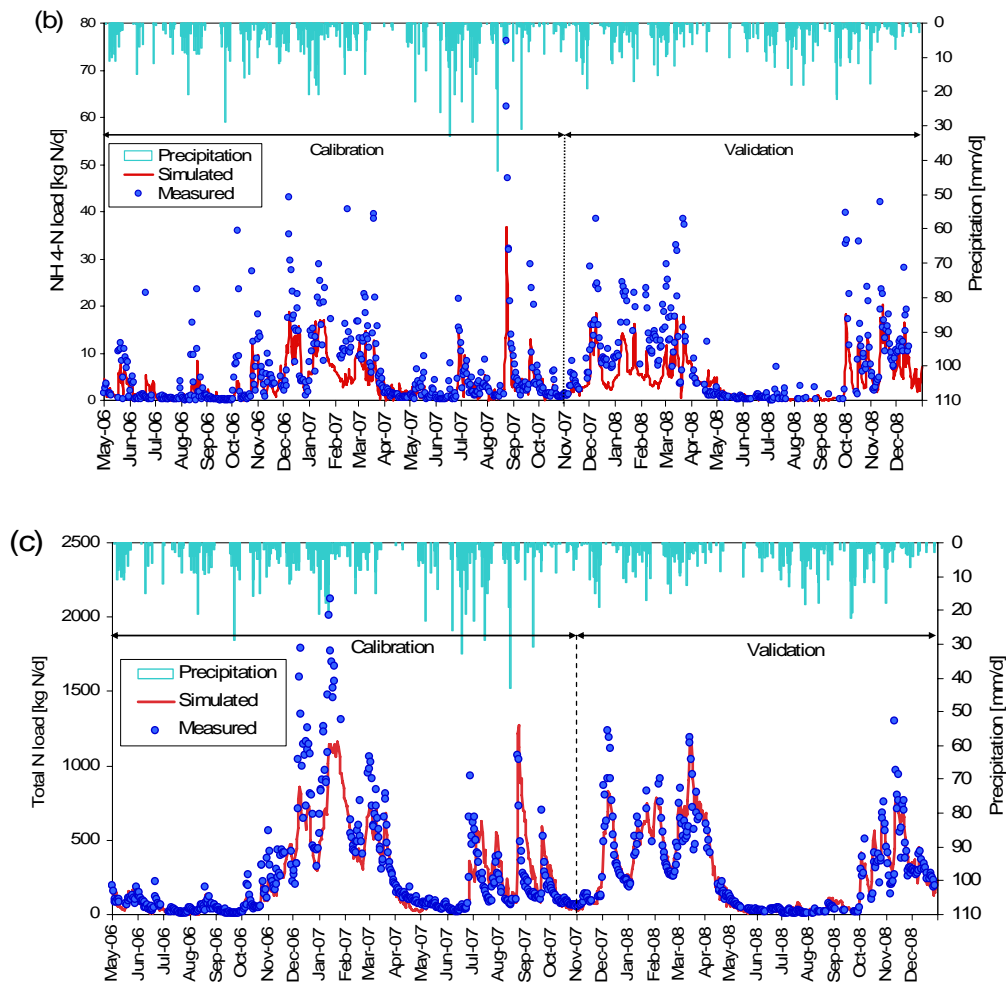 (b)
80
70
60
50
40
30
20
10
0
NH 4-N load [kg N/d]
0
10
20
30
40
50
60
70
80
90
100
110
Precipitation [mm/d]
Calibration
Validation
Precipitation
Simulated
Measured
May-06
Jun-06
Jul-06
Aug-06
Sep-06
Oct-06
Nov-06
Dec-06
Jan-07
Feb-07
Mar-07
Apr-07
May-07
Jun-07
Jul-07
Aug-07
Sep-07
Oct-07
Nov-07
Dec-07
Jan-08
Feb-08
Mar-08
Apr-08
May-08
Jun-08
Jul-08
Aug-08
Sep-08
Oct-08
Nov-08
Dec-08
(c)
2500
2000
1500
1000
500
0
Total N load [kg N/d]
0
10
20
30
40
50
60
70
80
90
100
110
Precipitation [mm/d]
Calibration
Validation
Precipitation
Simulated
Measured
May-06
Jun-06
Jul-06
Aug-06
Sep-06
Oct-06
Nov-06
Dec-06
Jan-07
Feb-07
Mar-07
Apr-07
May-07
Jun-07
Jul-07
Aug-07
Sep-07
Oct-07
Nov-07
Dec-07
Jan-08
Feb-08
Mar-08
Apr-08
May-08
Jun-08
Jul-08
Aug-08
Sep-08
Oct-08
Nov-08
Dec-08